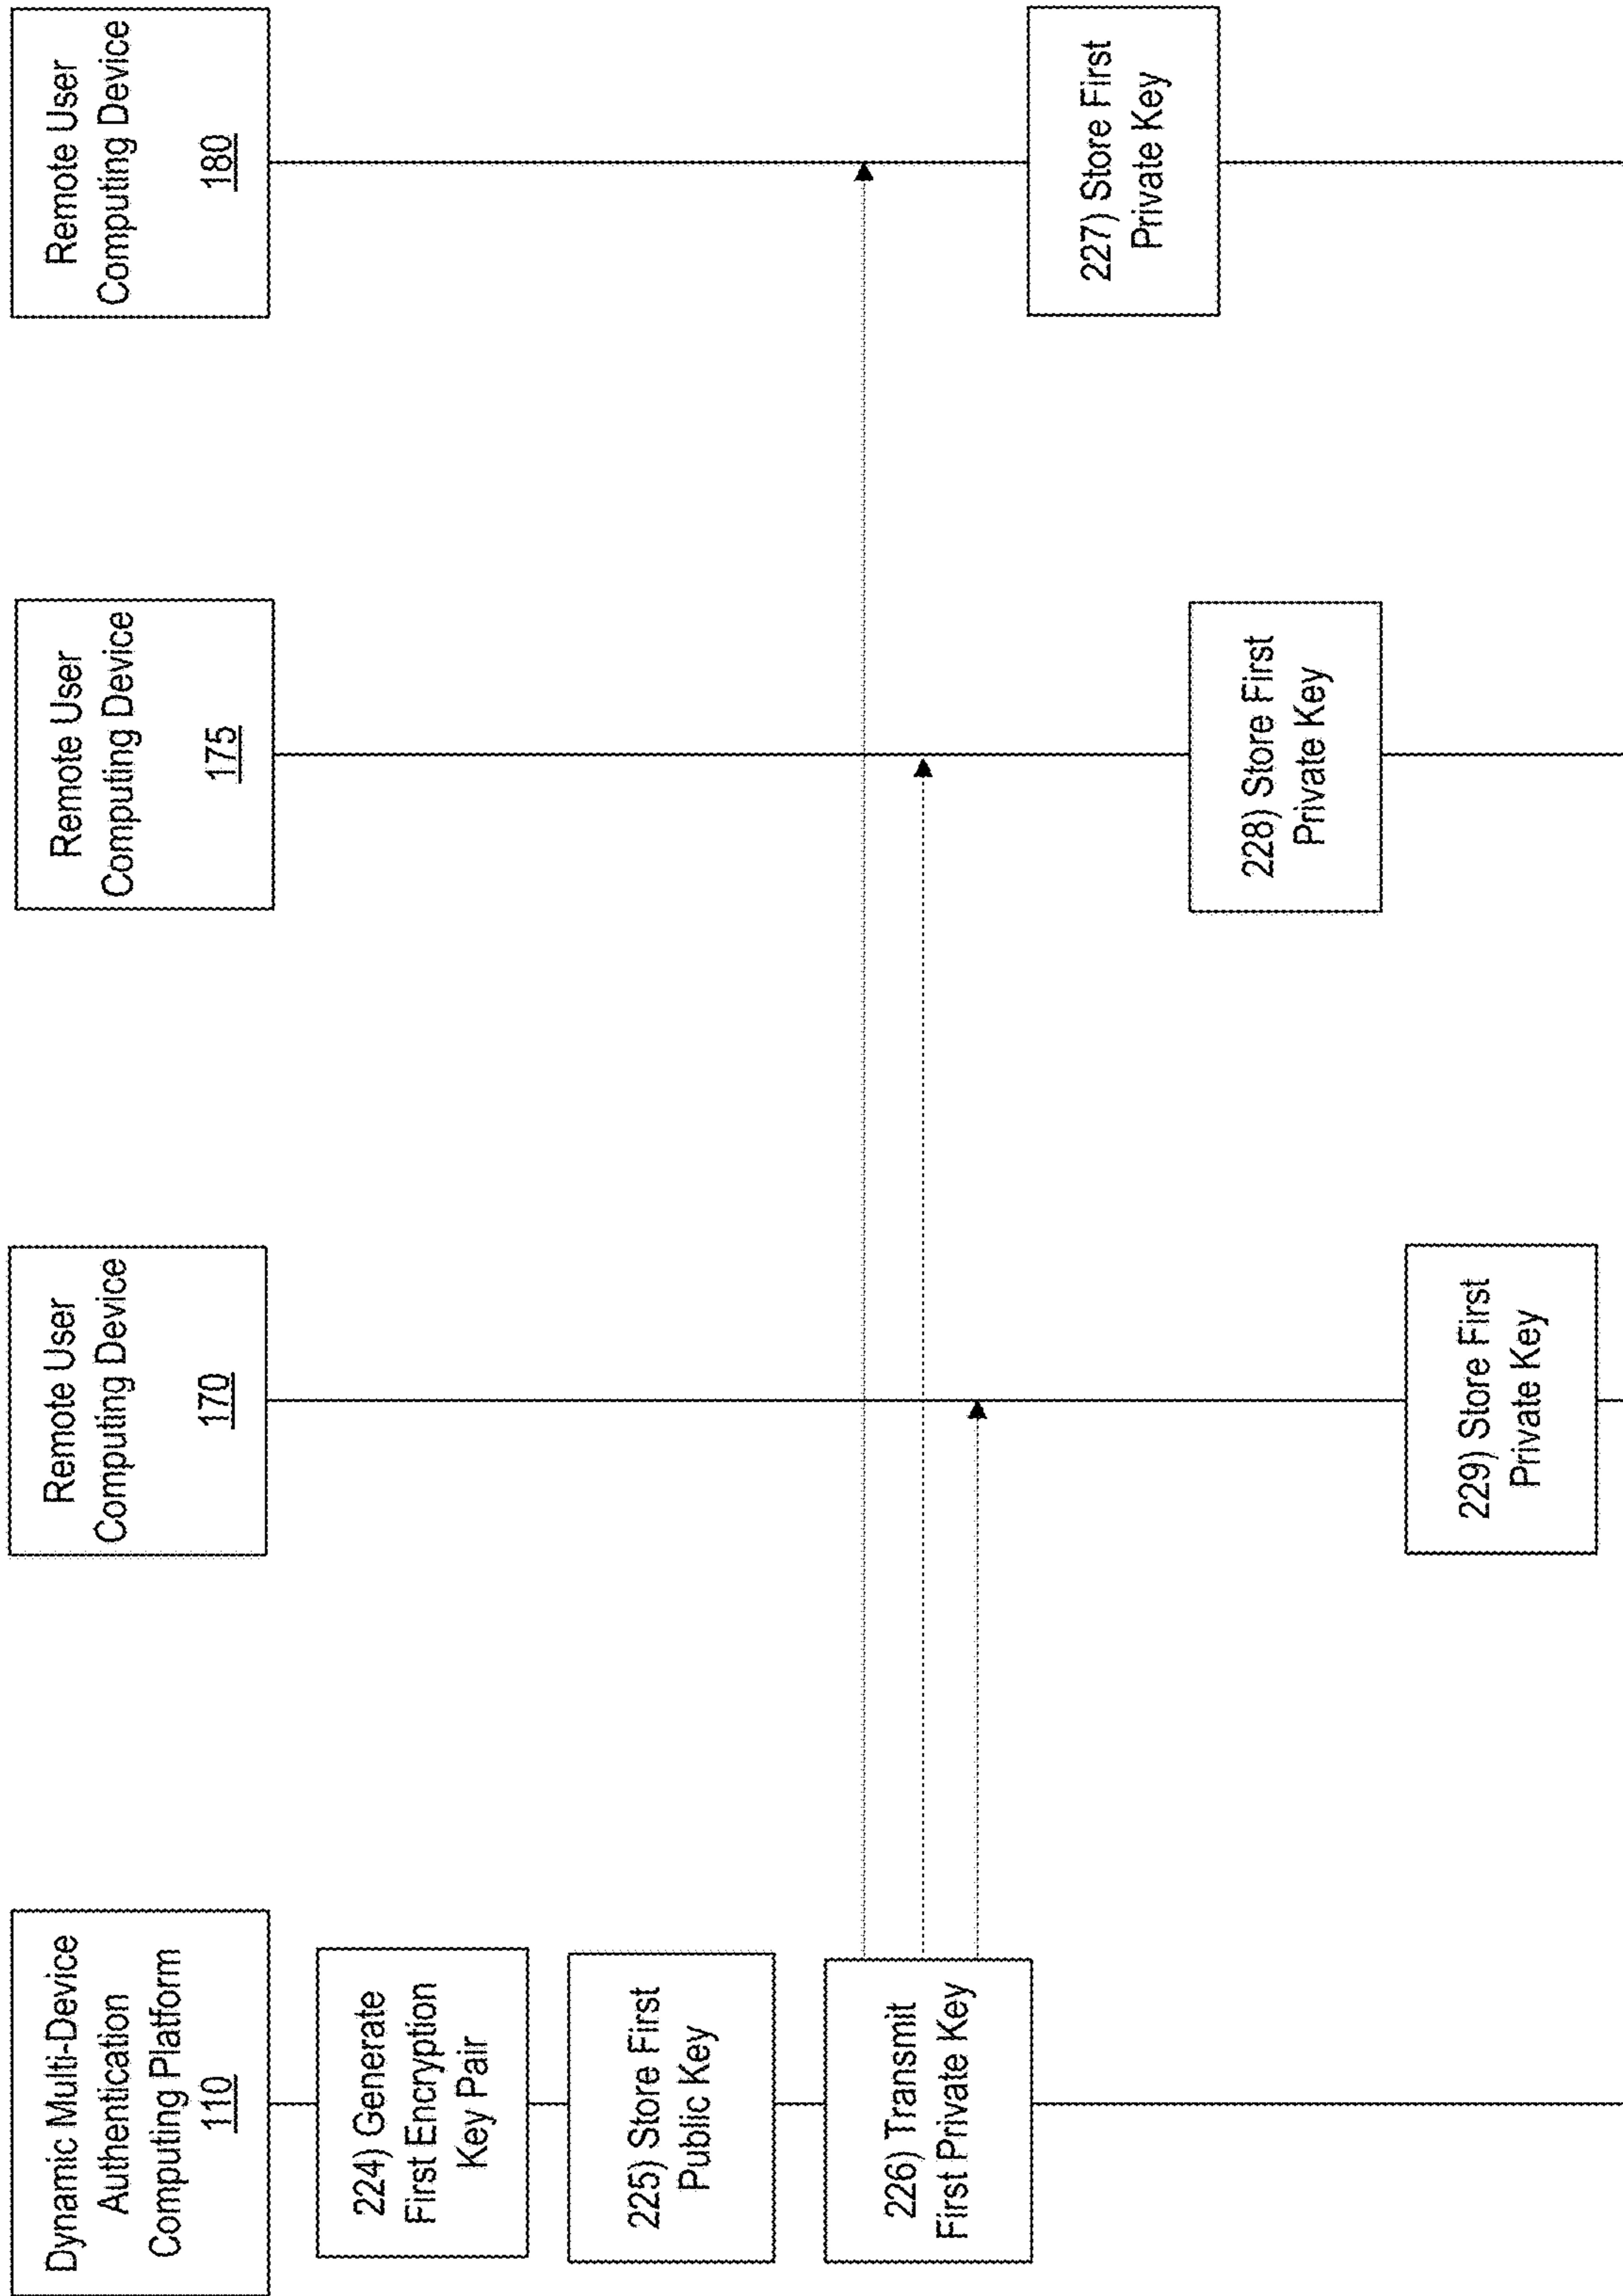 Dynamic Multi-Device
Authentication
Computing Platform
110
Remote User
Computing Device
170
Remote User
Computing Device
175
Remote User
Computing Device
180
224) Generate
First Encryption
Key Pair
225) Store First
Public Key
226) Transmit
First Private Key
227) Store First
Private Key
228) Store First
Private Key
229) Store First
Private Key